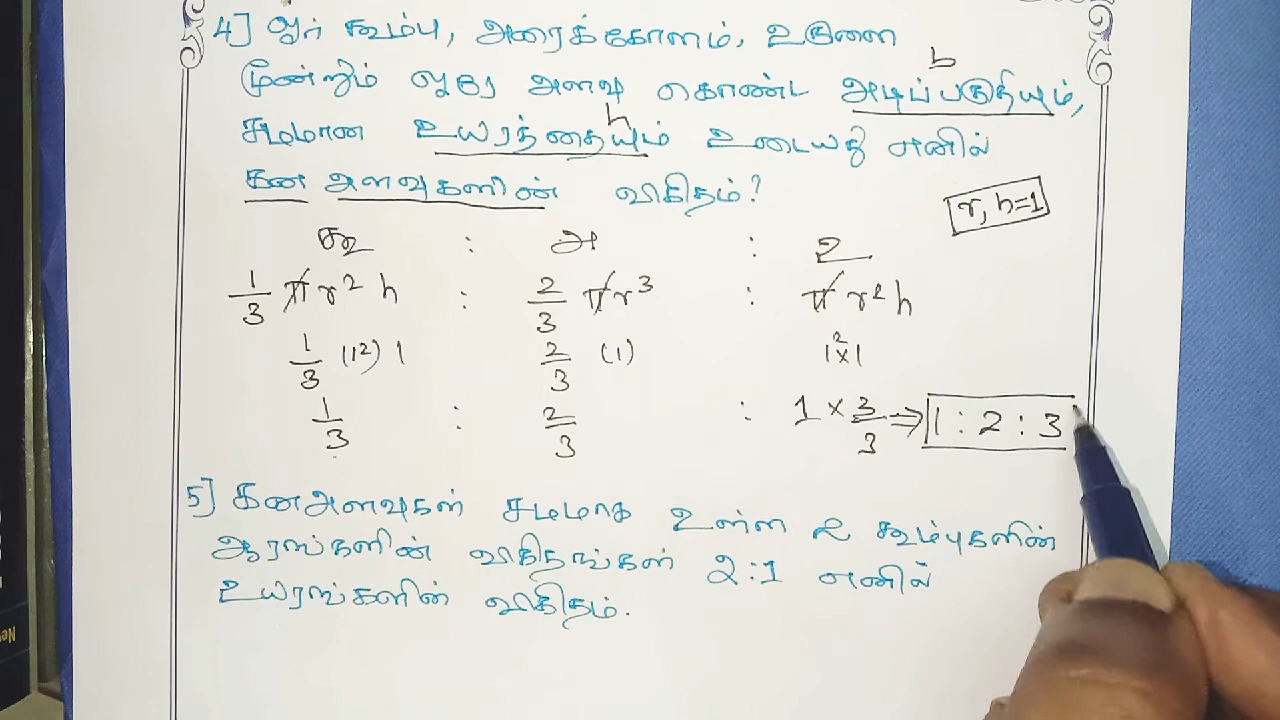 4] ஓர் கூம்பு, அரைக்கோளம், உருளை
b
மூன்றும் ஒரே அளவு கொண்ட அடிப்பகுதியும்,
h
சமமான உயரத்தையும் உடையது எனில்
கன அளவுகளின் விகிதம்?
r, h=1
கூ : அ : உ
1/3 πr² h : 2/3 πr³ : πr²h
1/3 (1²) 1 2/3 (1) 1²×1
1/3 : 2/3 : 1 × 3/3 ⇒ 1 : 2 : 3
5] கனஅளவுகள் சமமாக உள்ள 2 கூம்புகளின்
ஆரங்களின் விகிதங்கள் 2:1 எனில்
உயரங்களின் விகிதம்.